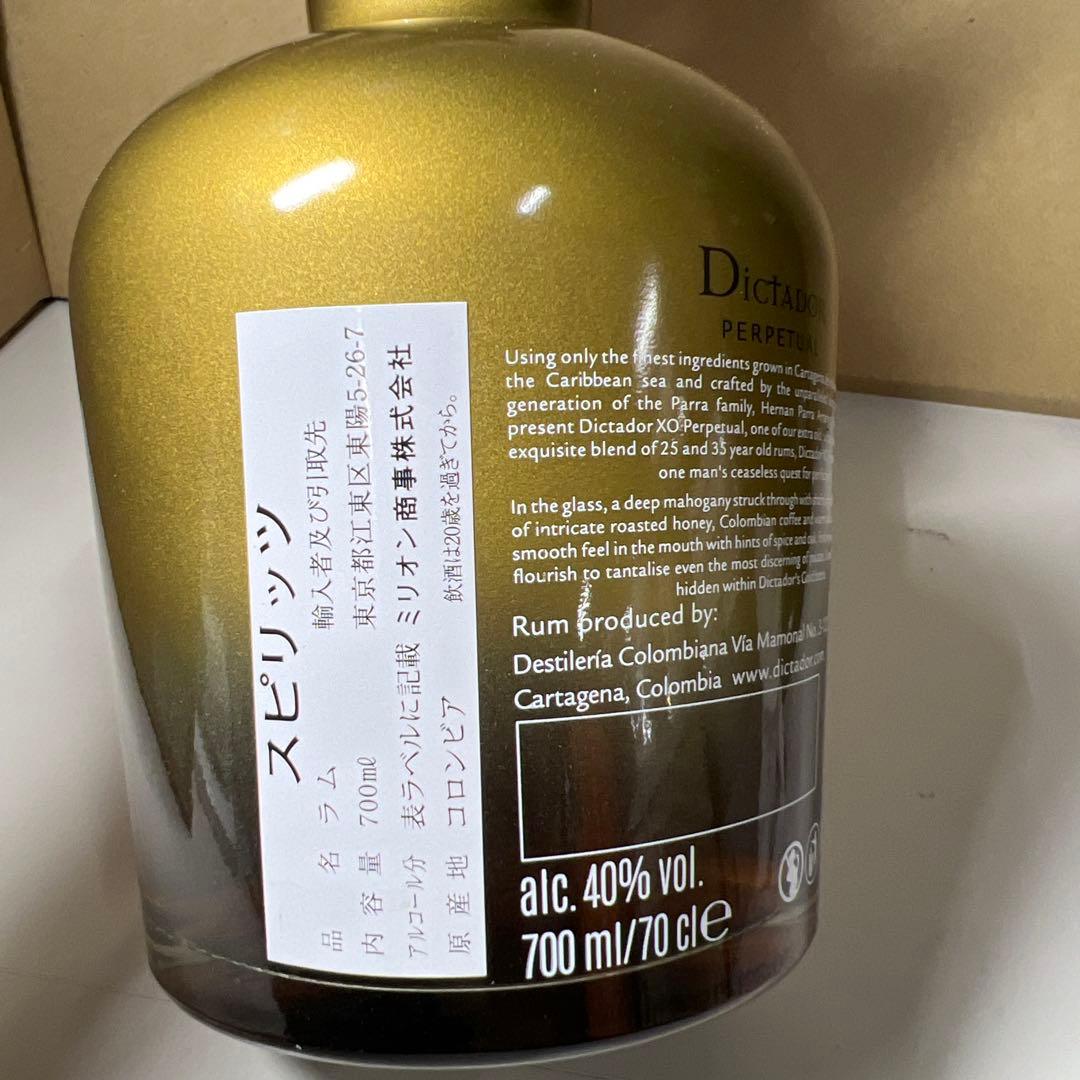 スピリッツ
品名 ラム
内容量 700ml
アルコール分 表ラベルに記載
原産地 コロンビア
輸入者及び引取先
東京都江東区東陽5-26-7
ミリオン商事株式会社
飲酒は20歳を過ぎてから。
DICTADO
PERPETUAL
Using only the finest ingredients grown in Cartagena
the Caribbean sea and crafted by the
generation of the Parra family, Hernan Parra
present Dictador XO Perpetual, one of our extra
exquisite blend of 25 and 35 year old rums,
one man's ceaseless quest for
In the glass, a deep mahogany struck through with
of intricate roasted honey, Colombian coffee and
smooth feel in the mouth with hints of spice and
flourish to tantalise even the most discerning of
hidden within Dictador's
Rum produced by:
Destilería Colombiana Vía Mamonal No.
Cartagena, Colombia www.dictador.com
alc. 40% vol.
700 ml/70 cl e